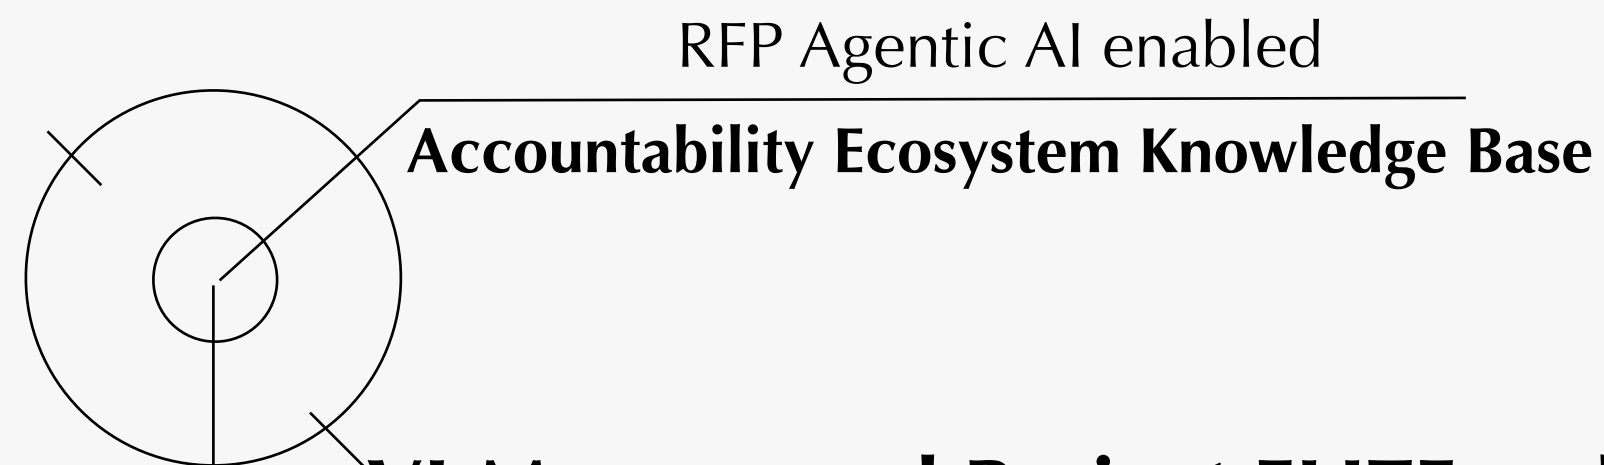 RFP Agentic AI enabled
Accountability Ecosystem Knowledge Base